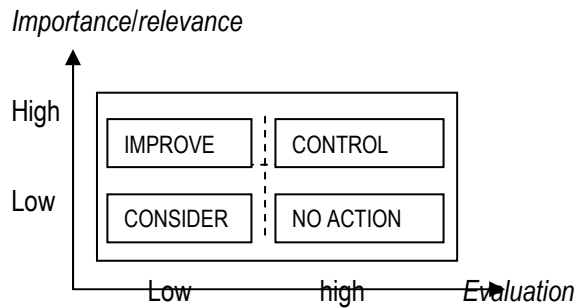 Importance/relevance
High
IMPROVE CONTROL
Low
CONSIDER NO ACTION
Low high Evaluation